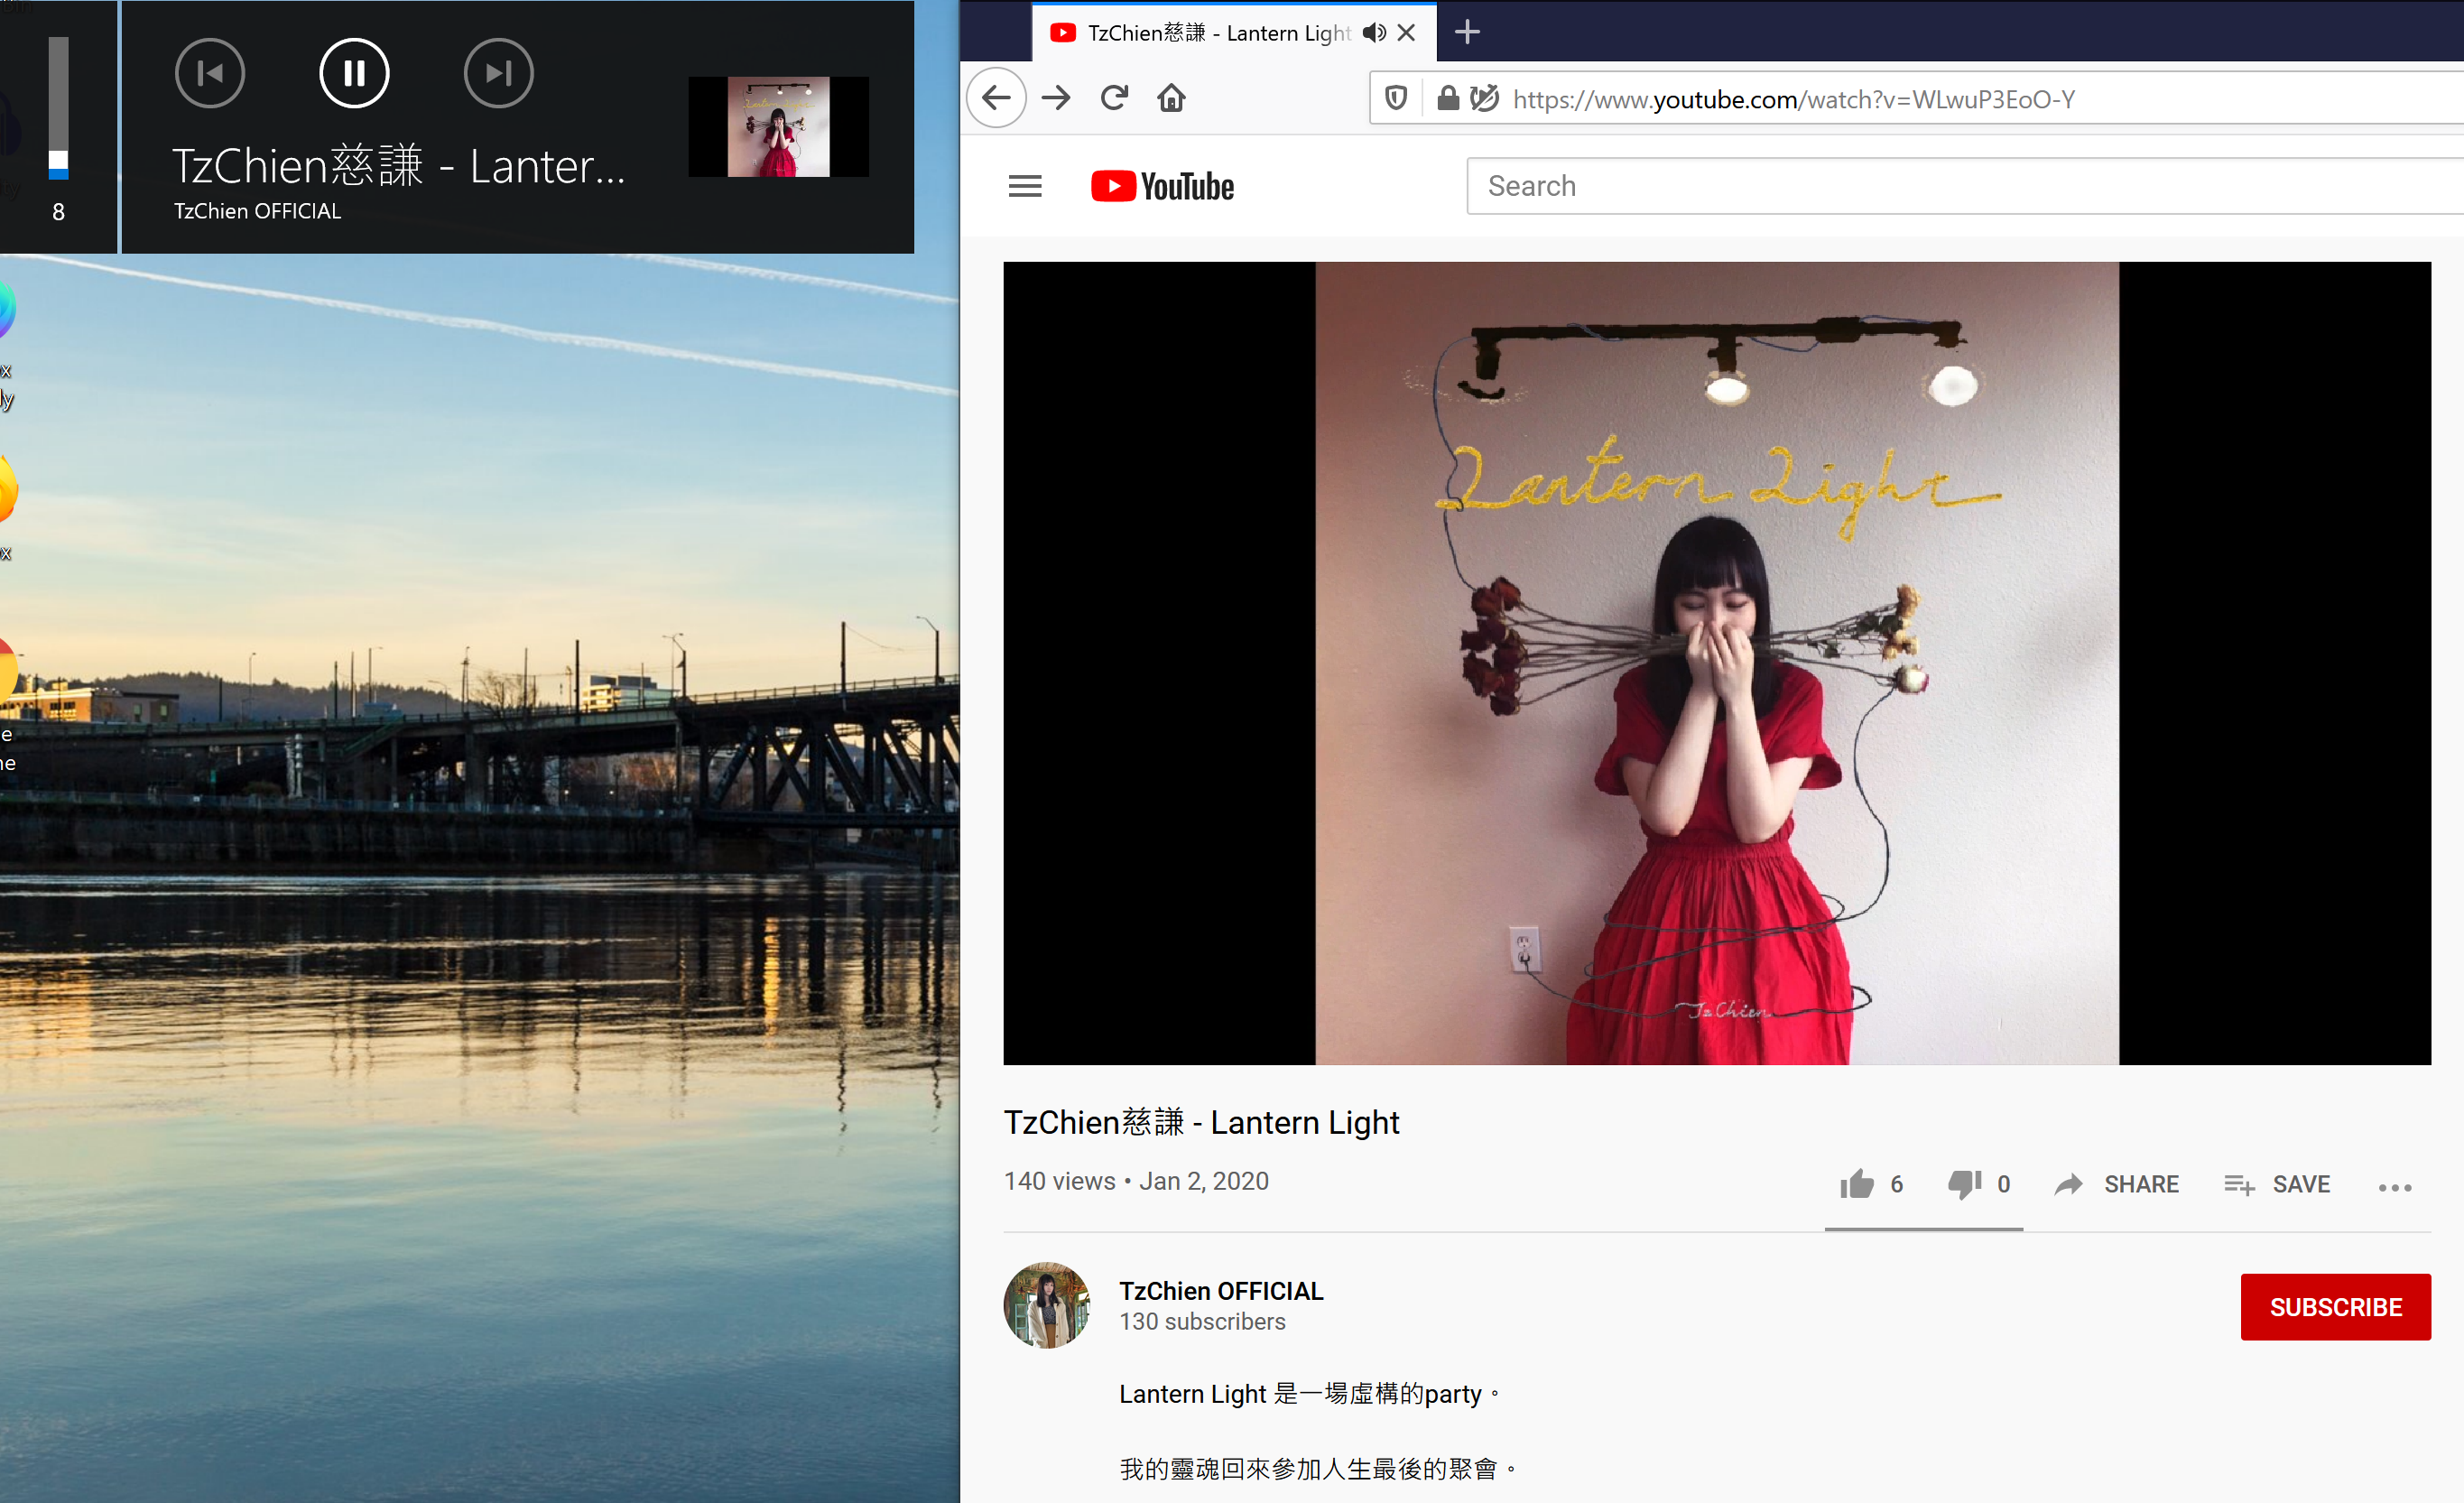 8
TzChien慈謙 - Lanter...
TzChien OFFICIAL
x
ly
x
e
ne
TzChien慈謙 - Lantern Light
https://www.youtube.com/watch?v=WLwuP3EoO-Y
YouTube
Search
Lantern Light
TzChien
TzChien慈謙 - Lantern Light
140 views • Jan 2, 2020
6
0
SHARE
SAVE
TzChien OFFICIAL
130 subscribers
SUBSCRIBE
Lantern Light 是一場虛構的party。
我的靈魂回來參加人生最後的聚會。